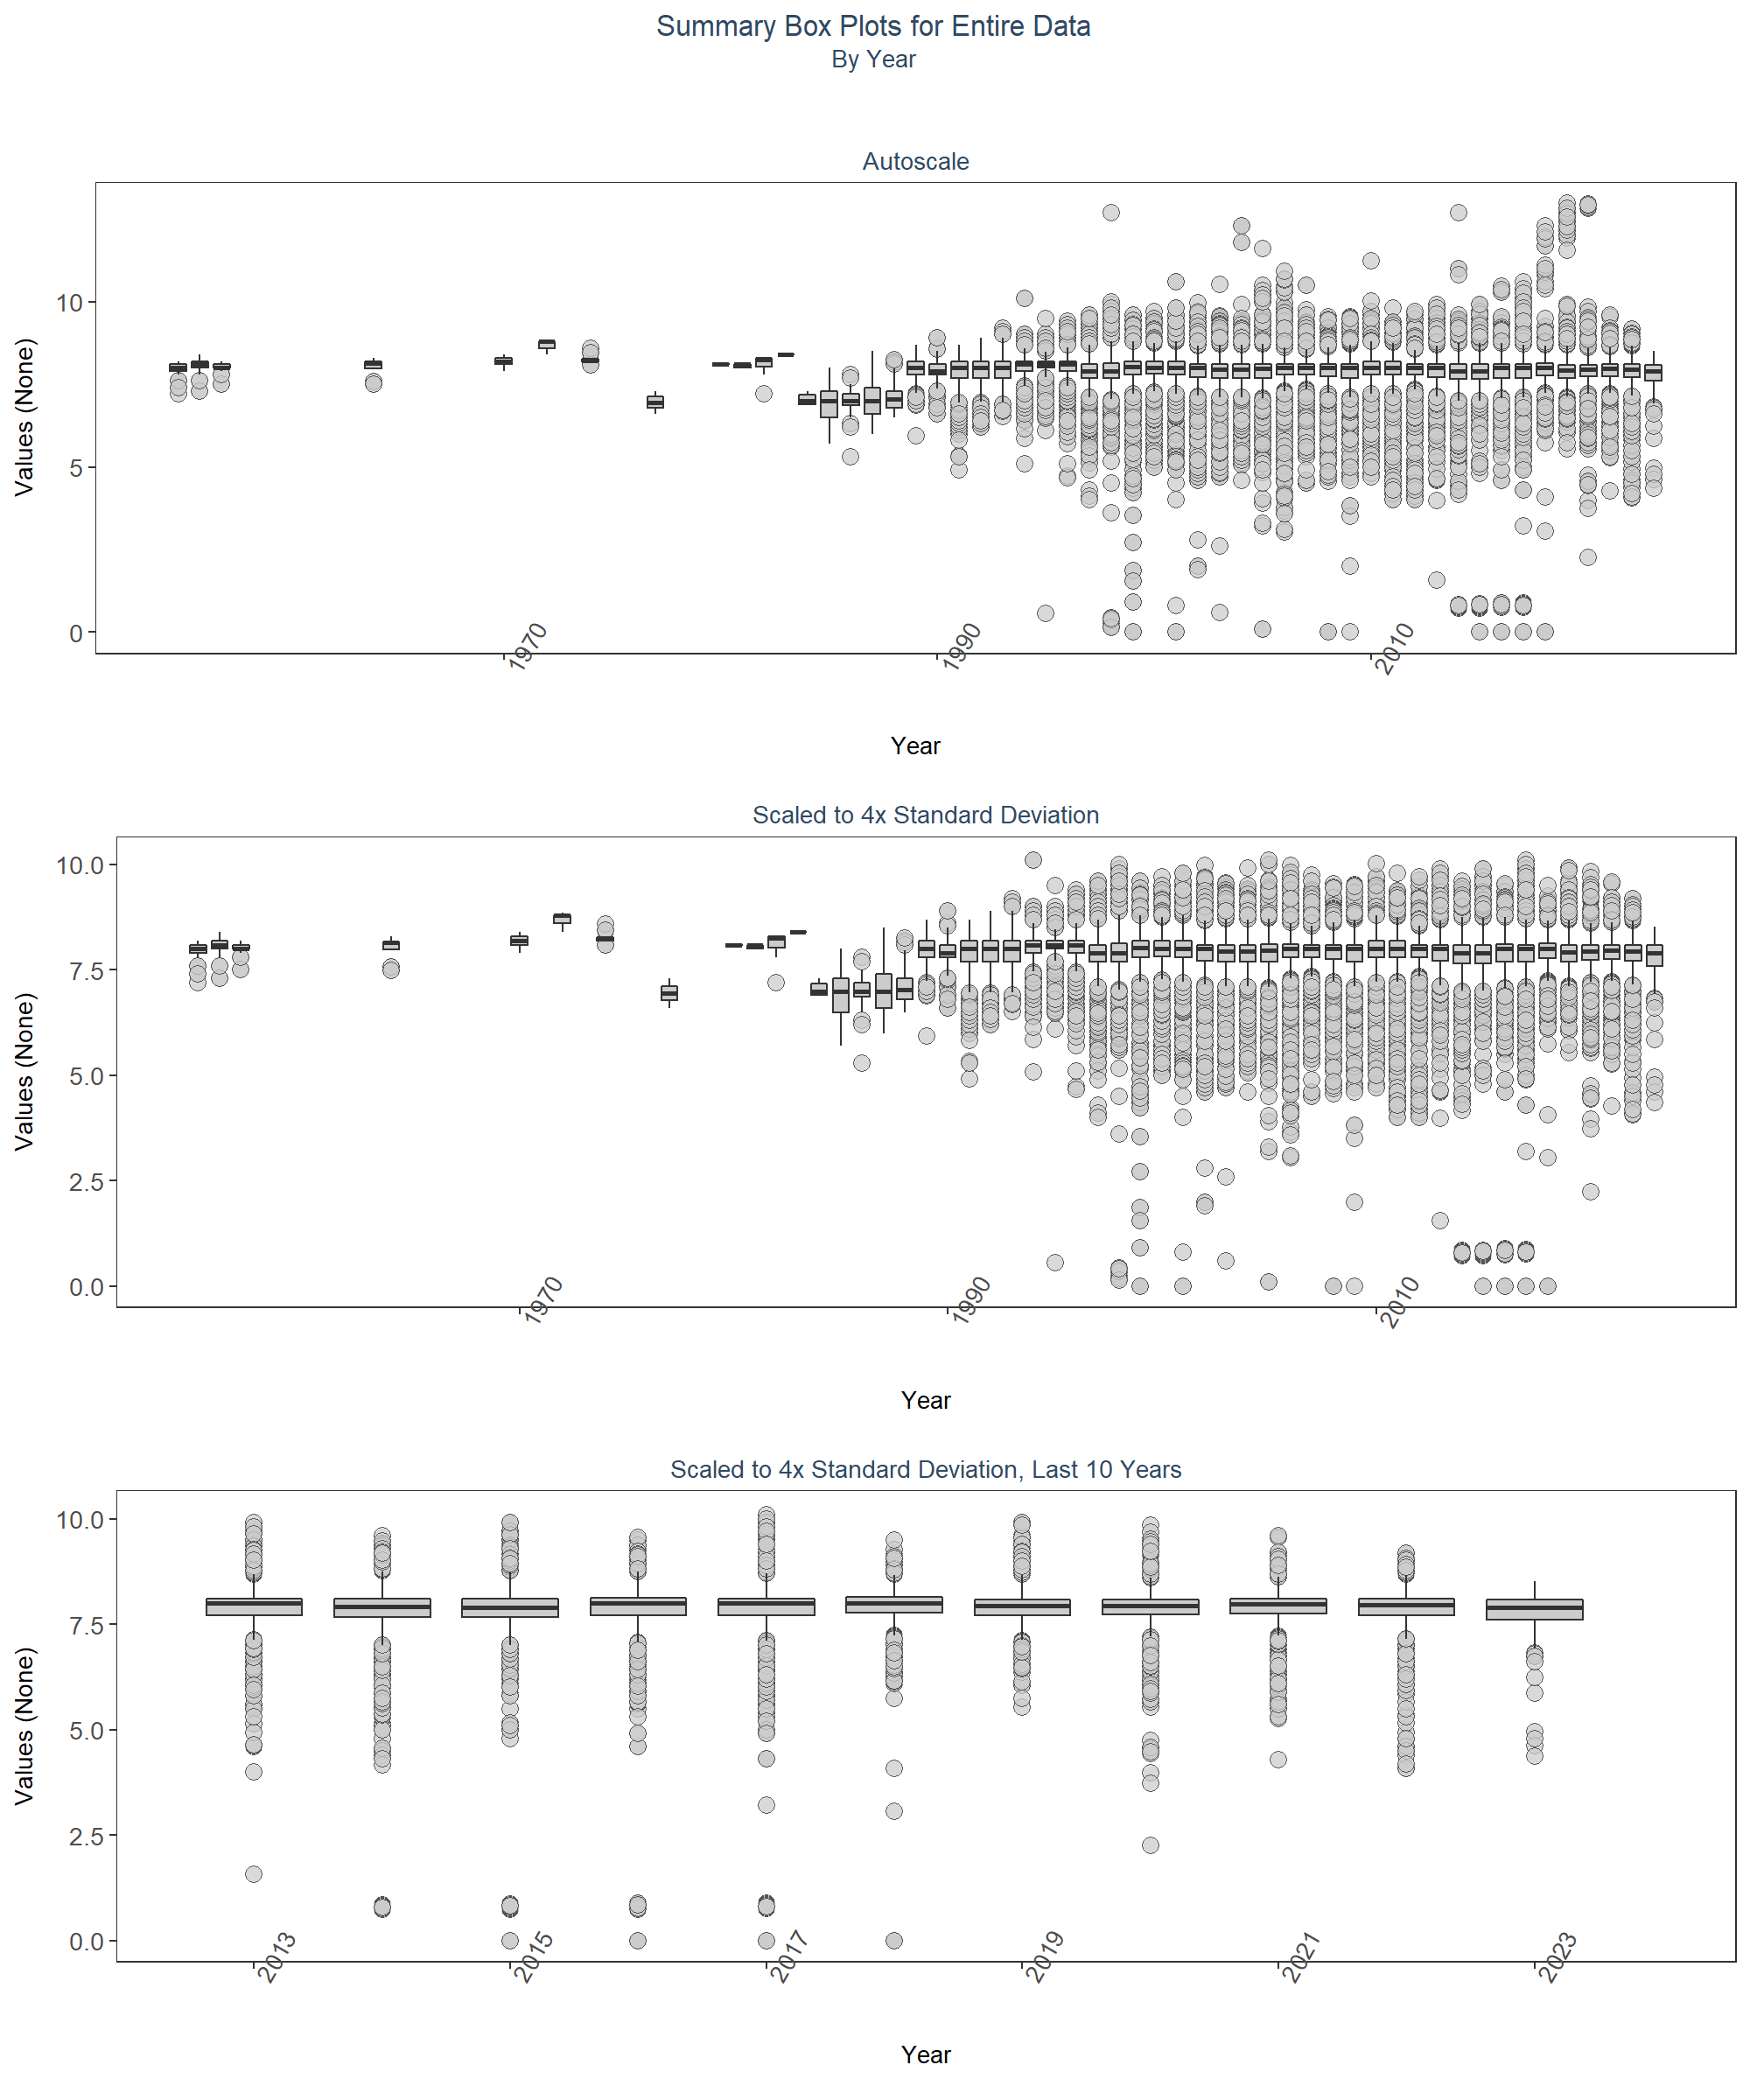 Summary Box Plots for Entire Data
By Year
Autoscale
Values (None)
10
5
0
1970
1990
2010
Year
Scaled to 4x Standard Deviation
Values (None)
10.0
7.5
5.0
2.5
0.0
1970
1990
2010
Year
Scaled to 4x Standard Deviation, Last 10 Years
Values (None)
10.0
7.5
5.0
2.5
0.0
2013
2015
2017
2019
2021
2023
Year